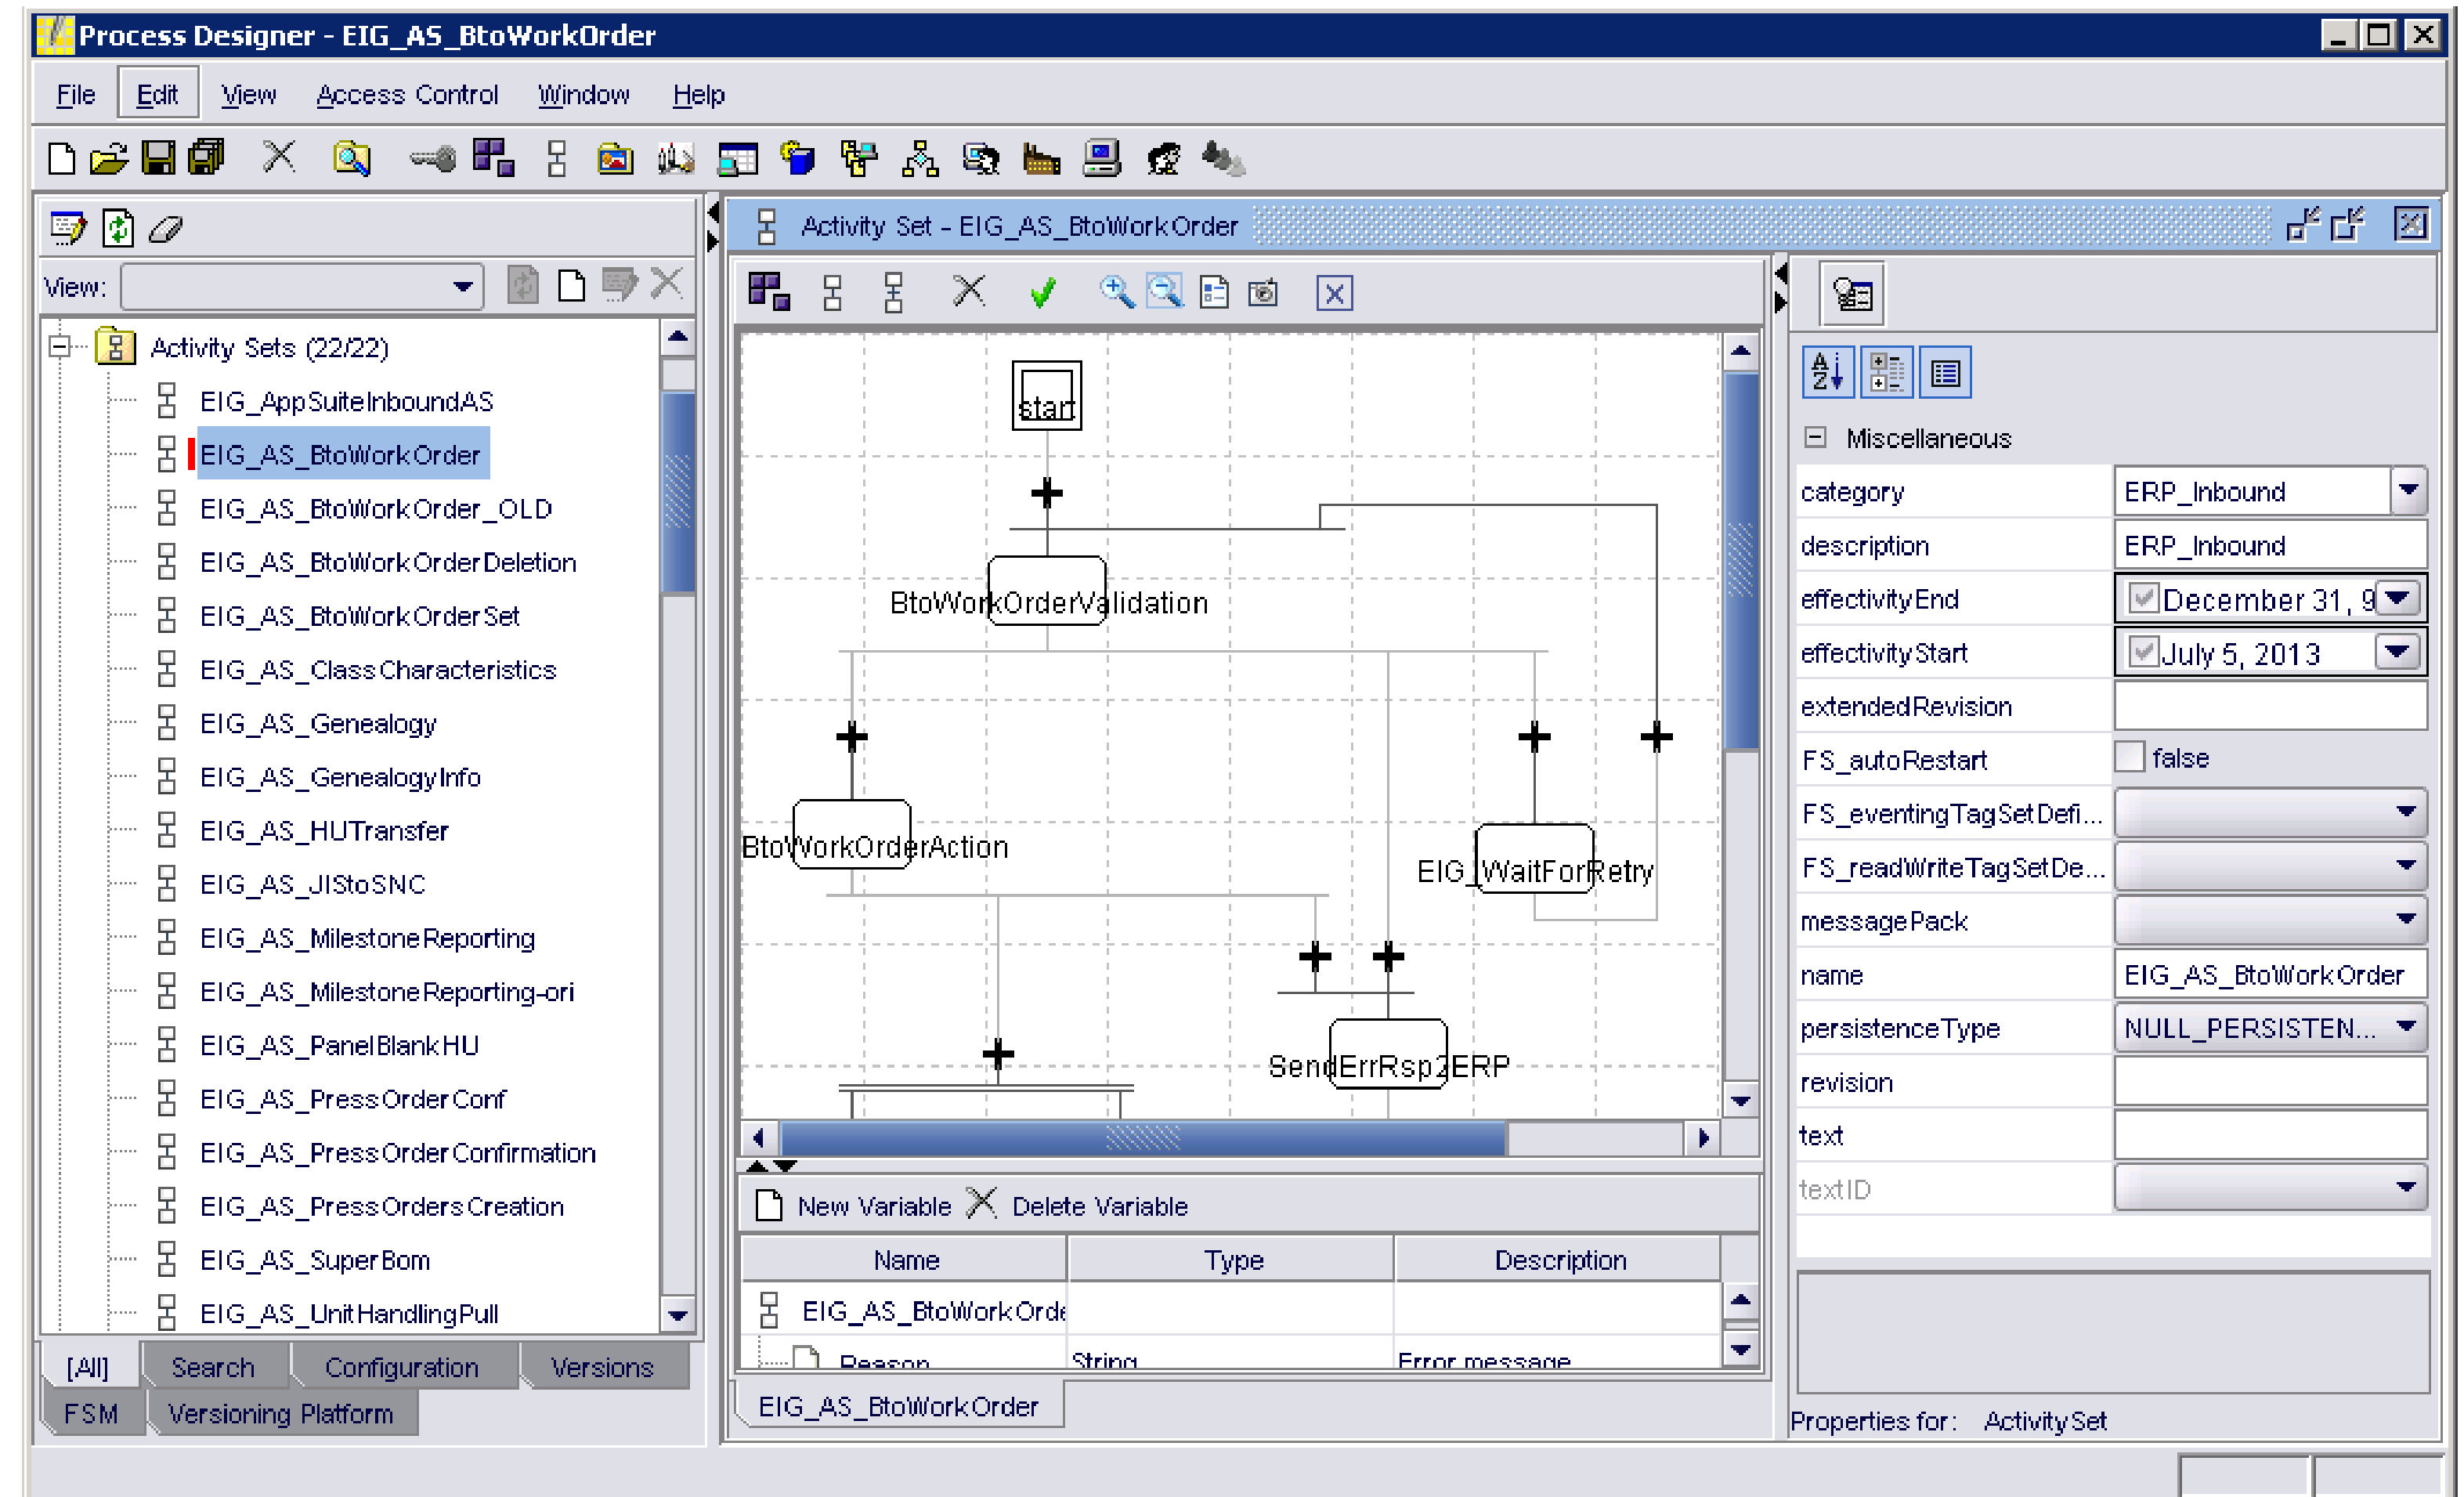 Process Designer - EIG_AS_BtoWorkOrder
File Edit View Access Control Window Help
View:
Activity Sets (22/22)
EIG_AppSuiteInboundAS
EIG_AS_BtoWorkOrder
EIG_AS_BtoWorkOrder_OLD
EIG_AS_BtoWorkOrderDeletion
EIG_AS_BtoWorkOrderSet
EIG_AS_ClassCharacteristics
EIG_AS_Genealogy
EIG_AS_GenealogyInfo
EIG_AS_HUTransfer
EIG_AS_JIStoSNC
EIG_AS_MilestoneReporting
EIG_AS_MilestoneReporting-ori
EIG_AS_PanelBlankHU
EIG_AS_PressOrderConf
EIG_AS_PressOrderConfirmation
EIG_AS_PressOrdersCreation
EIG_AS_SuperBom
EIG_AS_UnitHandlingPull
[All] Search Configuration Versions
FSM Versioning Platform
Activity Set - EIG_AS_BtoWorkOrder
start
BtoWorkOrderValidation
BtoWorkOrderAction
EIG_WaitForRetry
SendErrRsp2ERP
New Variable Delete Variable
Name Type Description
EIG_AS_BtoWorkOrde
Reason String Error message
EIG_AS_BtoWorkOrder
Miscellaneous
category ERP_Inbound
description ERP_Inbound
effectivityEnd December 31, 9
effectivityStart July 5, 2013
extendedRevision
FS_autoRestart false
FS_eventingTagSetDefi...
FS_readWriteTagSetDe...
messagePack
name EIG_AS_BtoWorkOrder
persistenceType NULL_PERSISTEN...
revision
text
textID
Properties for: ActivitySet